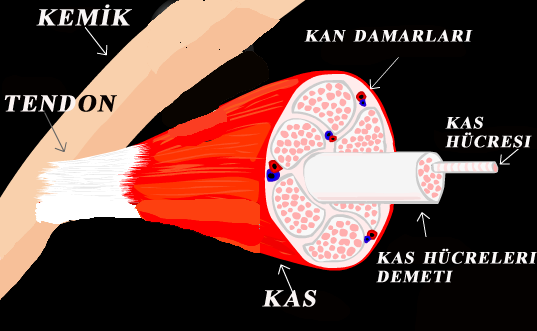 KEMİK
KAN DAMARLARI
TENDON
KAS
HÜCRESI
KAS HÜCRELERI
DEMETI
KAS